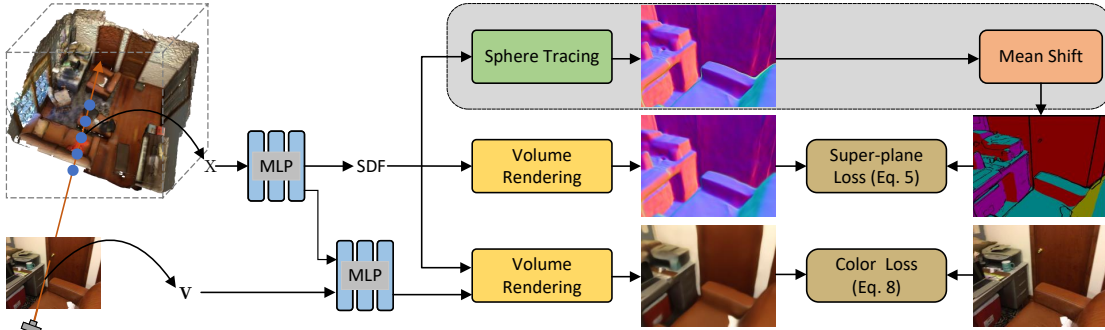 Sphere Tracing
Mean Shift
X
MLP
SDF
Volume
Rendering
Super-plane
Loss (Eq. 5)
V
MLP
Volume
Rendering
Color Loss
(Eq. 8)